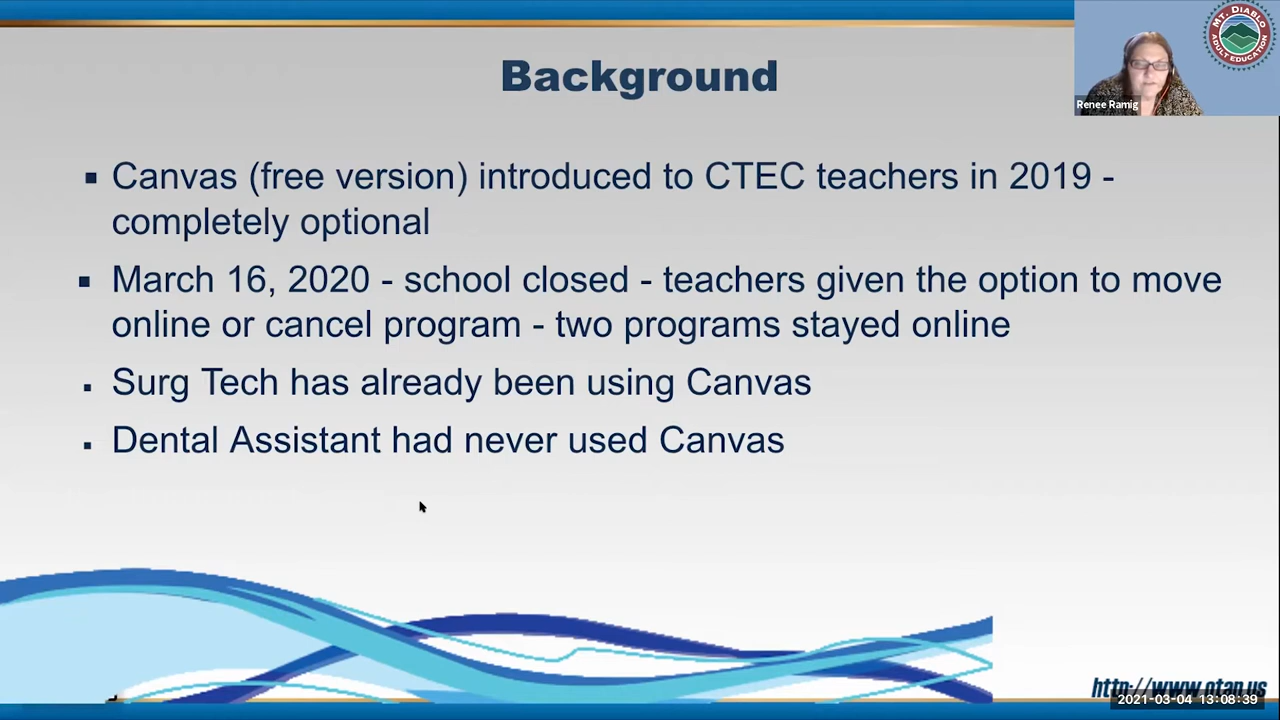 Background
MT. DIABLO
ADULT EDUCATION
Renee Ramig
▪ Canvas (free version) introduced to CTEC teachers in 2019 -
completely optional
▪ March 16, 2020 - school closed - teachers given the option to move
online or cancel program - two programs stayed online
▪ Surg Tech has already been using Canvas
▪ Dental Assistant had never used Canvas
http://www.otan.us
2021-03-04 13:08:39